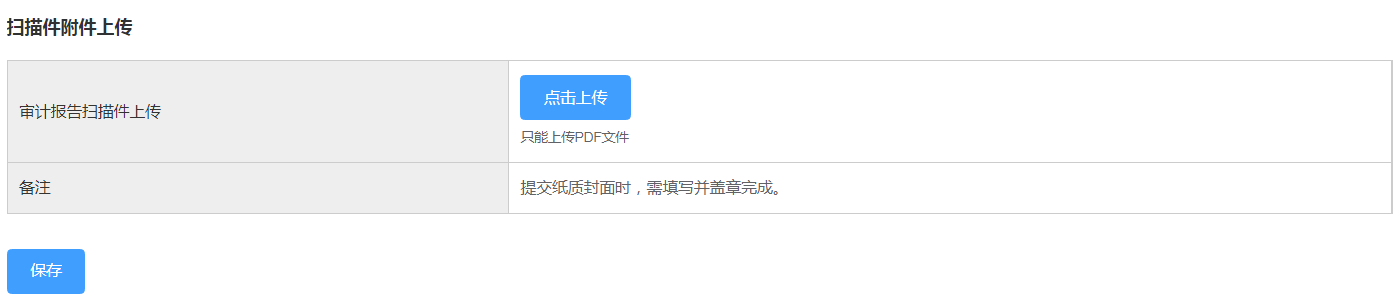 扫描件附件上传
审计报告扫描件上传
点击上传
只能上传PDF文件
备注
提交纸质封面时，需填写并盖章完成。
保存